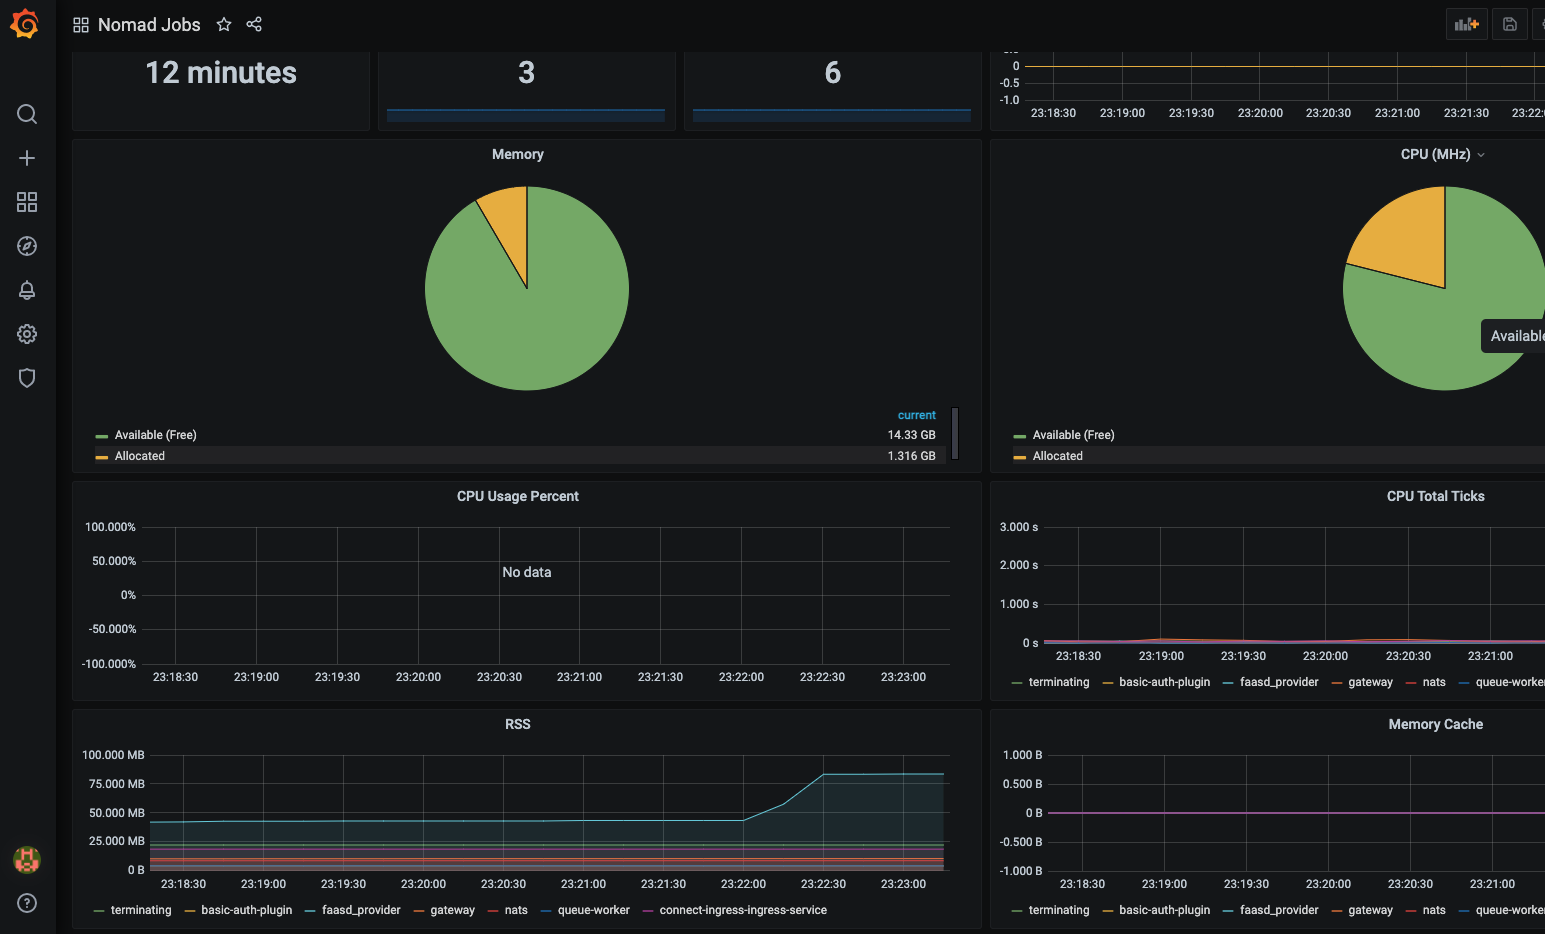 Nomad Jobs
12 minutes
3
6
0
-0.5
-1.0
23:18:30 23:19:00 23:19:30 23:20:00 23:20:30 23:21:00 23:21:30 23:22:
Memory
current
Available (Free) 14.33 GB
Allocated 1.316 GB
CPU (MHz)
Available
Available (Free)
Allocated
CPU Usage Percent
100.000%
50.000%
0%
-50.000%
-100.000%
No data
23:18:30 23:19:00 23:19:30 23:20:00 23:20:30 23:21:00 23:21:30 23:22:00 23:22:30 23:23:00
CPU Total Ticks
3.000 s
2.000 s
1.000 s
0 s
23:18:30 23:19:00 23:19:30 23:20:00 23:20:30 23:21:00
terminating basic-auth-plugin faasd_provider gateway nats queue-worker
RSS
100.000 MB
75.000 MB
50.000 MB
25.000 MB
0 B
23:18:30 23:19:00 23:19:30 23:20:00 23:20:30 23:21:00 23:21:30 23:22:00 23:22:30 23:23:00
terminating basic-auth-plugin faasd_provider gateway nats queue-worker connect-ingress-ingress-service
Memory Cache
1.000 B
0.500 B
0 B
-0.500 B
-1.000 B
23:18:30 23:19:00 23:19:30 23:20:00 23:20:30 23:21:00
terminating basic-auth-plugin faasd_provider gateway nats queue-worker